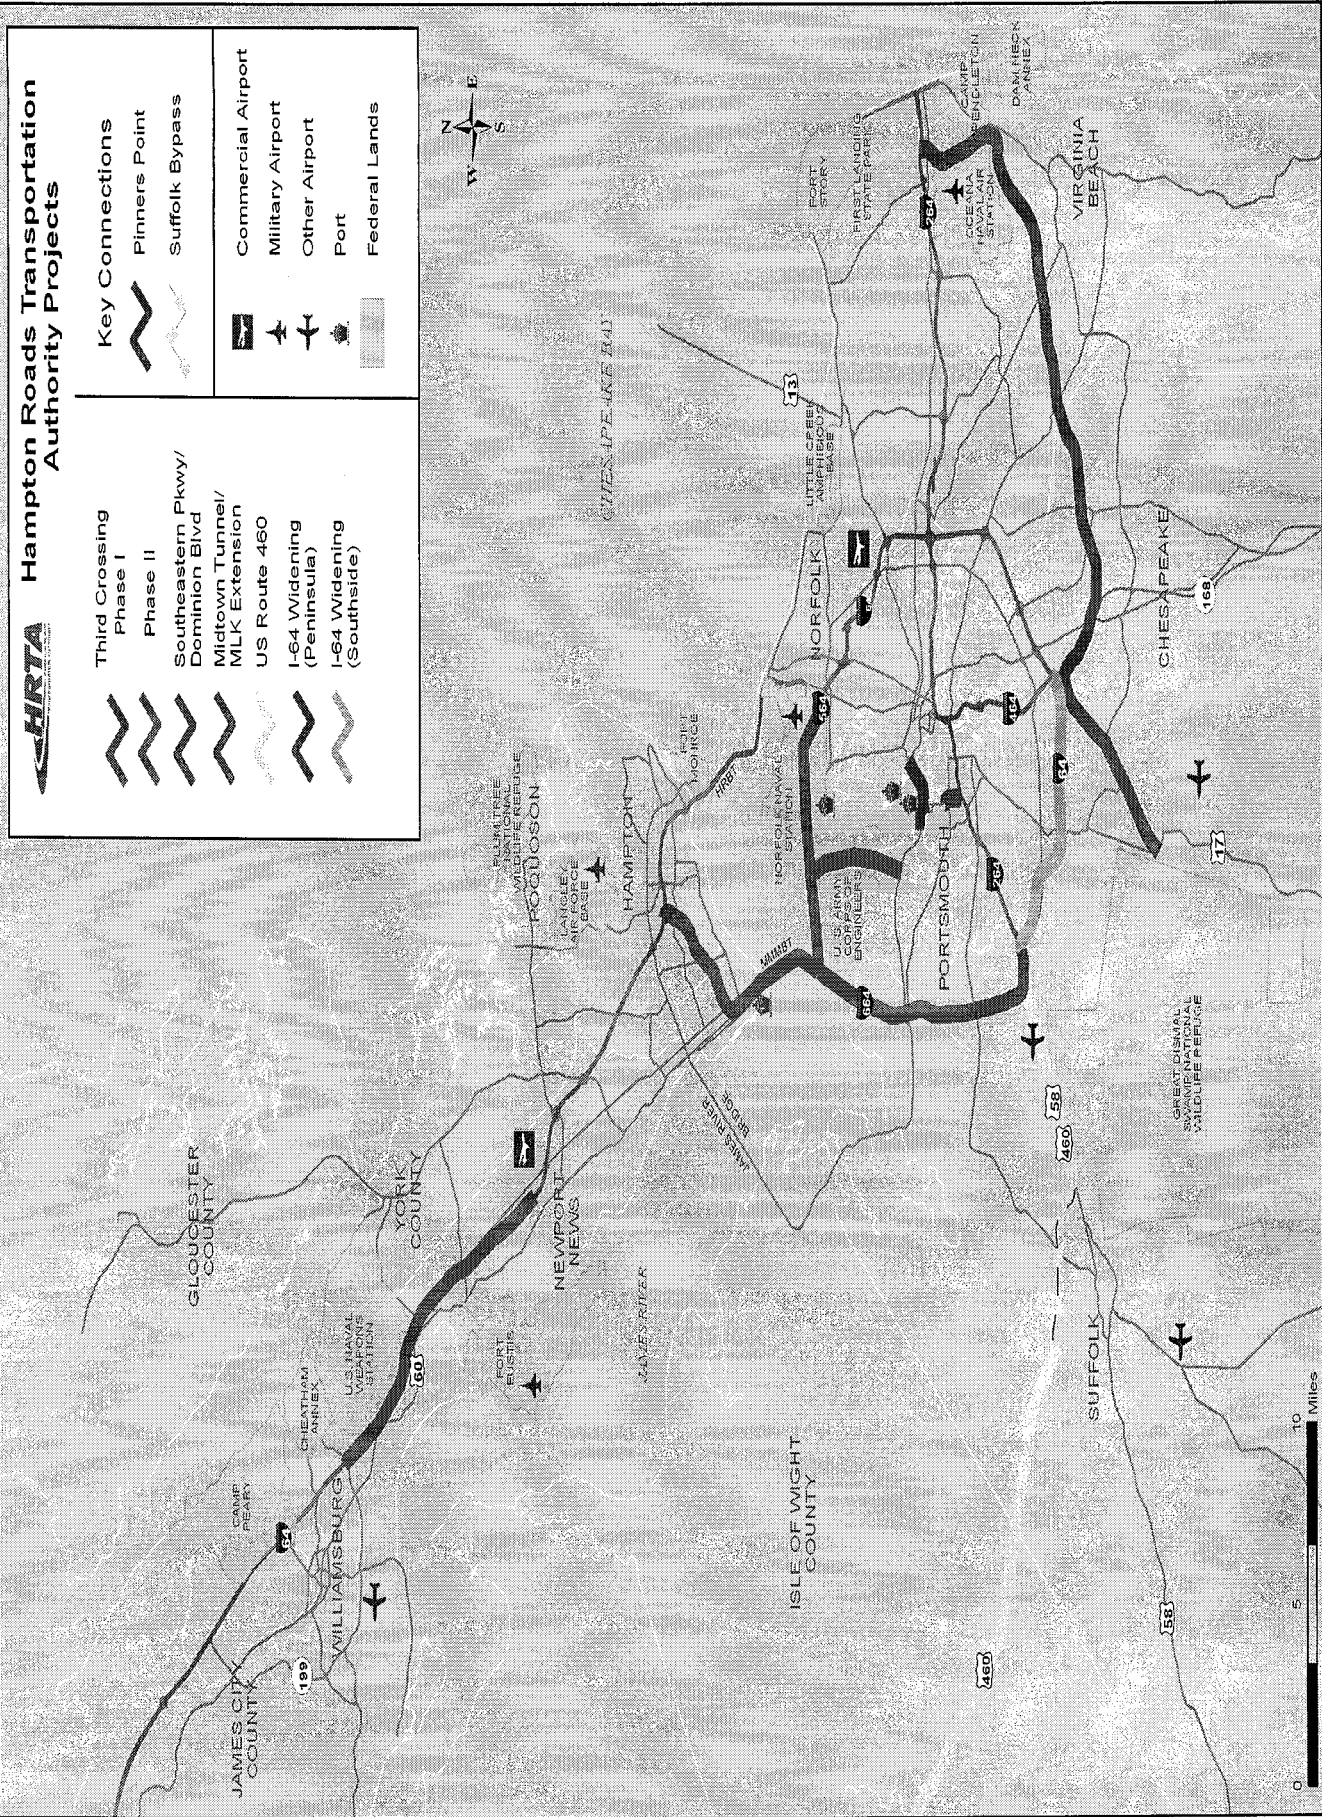 HRTA
Hampton Roads Transportation
Authority Projects
Third Crossing
Phase I
Phase II
Southeastern Pkwy/
Dominion Blvd
Midtown Tunnel/
MLK Extension
US Route 460
I-64 Widening
(Peninsula)
I-64 Widening
(Southside)
Key Connections
Pinners Point
Suffolk Bypass
Commercial Airport
Military Airport
Other Airport
Port
Federal Lands
N
W
E
S
JAMES CITY
COUNTY
199
64
WILLIAMSBURG
CAMP
PEARY
CHEATHAM
ANNEX
U.S NAVAL
WEAPONS
STATION
60
GLOUCESTER
COUNTY
YORK
COUNTY
FORT
EUSTIS
NEWPORT
NEWS
JAMES RIVER
JAMES RIVER
BRIDGE
PLUM TREE
NATIONAL
WILDLIFE REFUGE
POQUOSON
LANGLEY
AIR FORCE
BASE
HAMPTON
FORT
MONROE
HRBT
MMMBT
CHESAPEAKE BAY
NORFOLK NAVAL
STATION
U.S. ARMY
CORPS OF
ENGINEERS
564
664
NORFOLK
64
LITTLE CREEK
AMPHIBIOUS
BASE
13
FORT
STORY
FIRST LANDING
STATE PARK
264
OCEANA
NAVAL AIR
STATION
CAMP
PENDLETON
DAM NECK
ANNEX
VIRGINIA
BEACH
PORTSMOUTH
264
464
64
CHESAPEAKE
168
17
GREAT DISMAL
SWAMP NATIONAL
WILDLIFE REFUGE
58
460
SUFFOLK
ISLE OF WIGHT
COUNTY
460
58
0
5
10
Miles